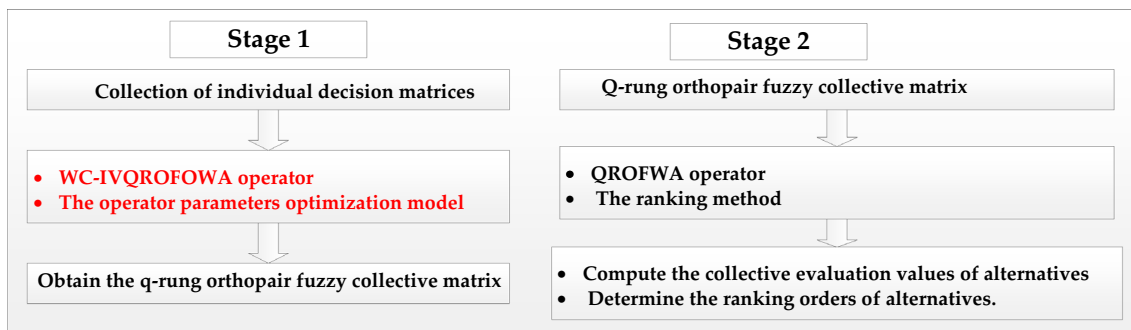 Stage 1
Collection of individual decision matrices
• WC-IVQROFOWA operator
• The operator parameters optimization model
Obtain the q-rung orthopair fuzzy collective matrix
Stage 2
Q-rung orthopair fuzzy collective matrix
• QROFWA operator
• The ranking method
• Compute the collective evaluation values of alternatives
• Determine the ranking orders of alternatives.